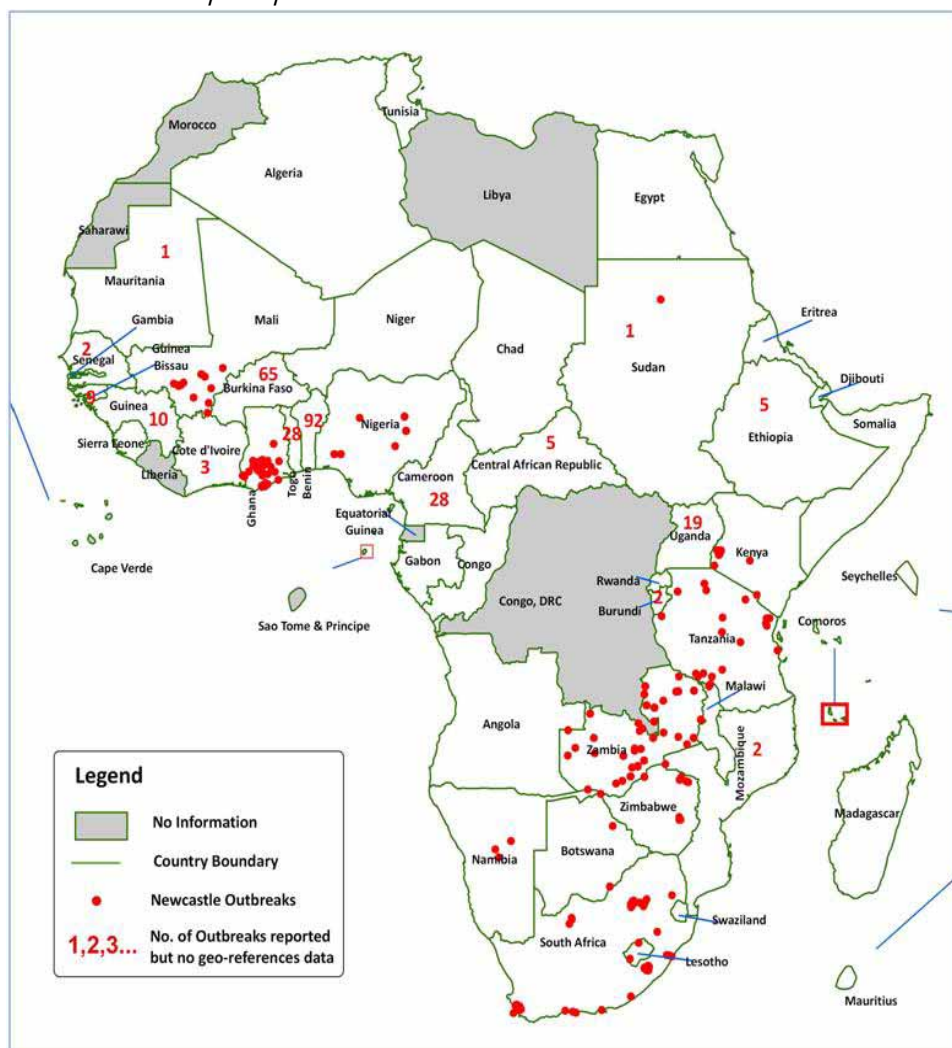 Tunisia
Morocco
Algeria
Libya
Egypt
Saharawi
1
Mauritania
Mali
Niger
Chad
1
Sudan
Eritrea
Gambia
2
Senegal
Guinea
Bissau
9
Guinea
10
65
Burkina Faso
92
28
Nigeria
Djibouti
5
Ethiopia
Somalia
Sierra Leone
Liberia
Cote d'Ivoire
3
Ghana
Togo
Benin
5
Central African Republic
Cameroon
28
Equatorial
Guinea
19
Uganda
Kenya
Cape Verde
Gabon
Congo
Congo, DRC
Rwanda
Burundi
2
Seychelles
Sao Tome & Principe
Tanzania
Comoros
Malawi
Angola
Zambia
Mozambique
2
Zimbabwe
Madagascar
Namibia
Botswana
South Africa
Swaziland
Lesotho
Mauritius
Legend
No Information
Country Boundary
Newcastle Outbreaks
1,2,3...
No. of Outbreaks reported
but no geo-references data